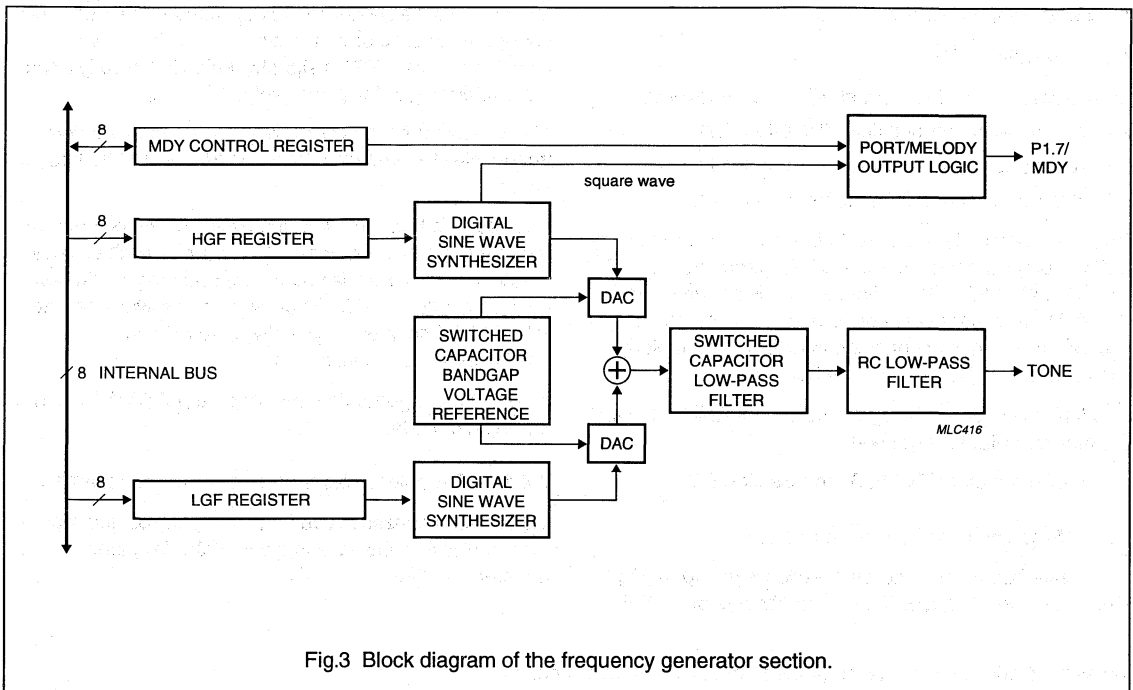 8
MDY CONTROL REGISTER
PORT/MELODY
OUTPUT LOGIC
P1.7/
MDY
square wave
8
HGF REGISTER
DIGITAL
SINE WAVE
SYNTHESIZER
DAC
SWITCHED
CAPACITOR
BANDGAP
VOLTAGE
REFERENCE
8 INTERNAL BUS
+
SWITCHED
CAPACITOR
LOW-PASS
FILTER
RC LOW-PASS
FILTER
TONE
MLC416
DAC
8
LGF REGISTER
DIGITAL
SINE WAVE
SYNTHESIZER
Fig.3 Block diagram of the frequency generator section.